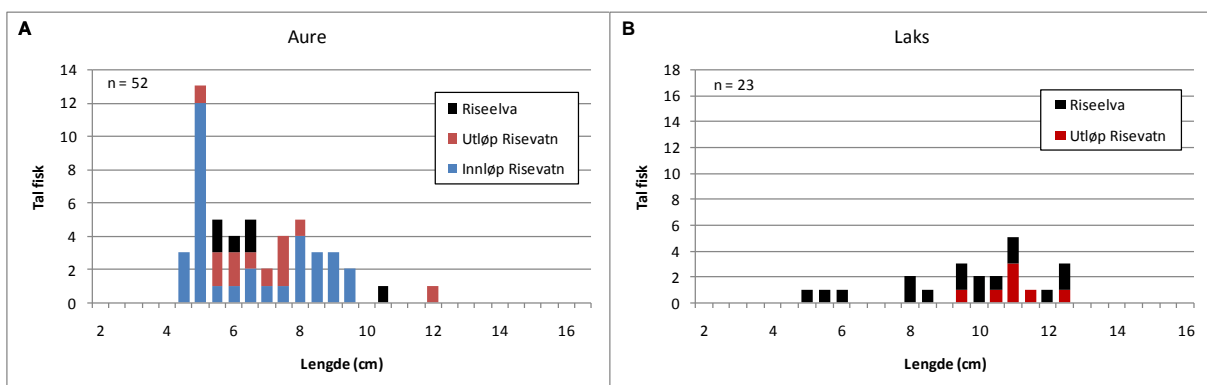 A
Aure
n = 52
Tal fisk
14
12
10
8
6
4
2
0
Riseelva
Utløp Risevatn
Innløp Risevatn
2 4 6 8 10 12 14 16
Lengde (cm)
B
Laks
n = 23
Tal fisk
18
16
14
12
10
8
6
4
2
0
Riseelva
Utløp Risevatn
2 4 6 8 10 12 14 16
Lengde (cm)